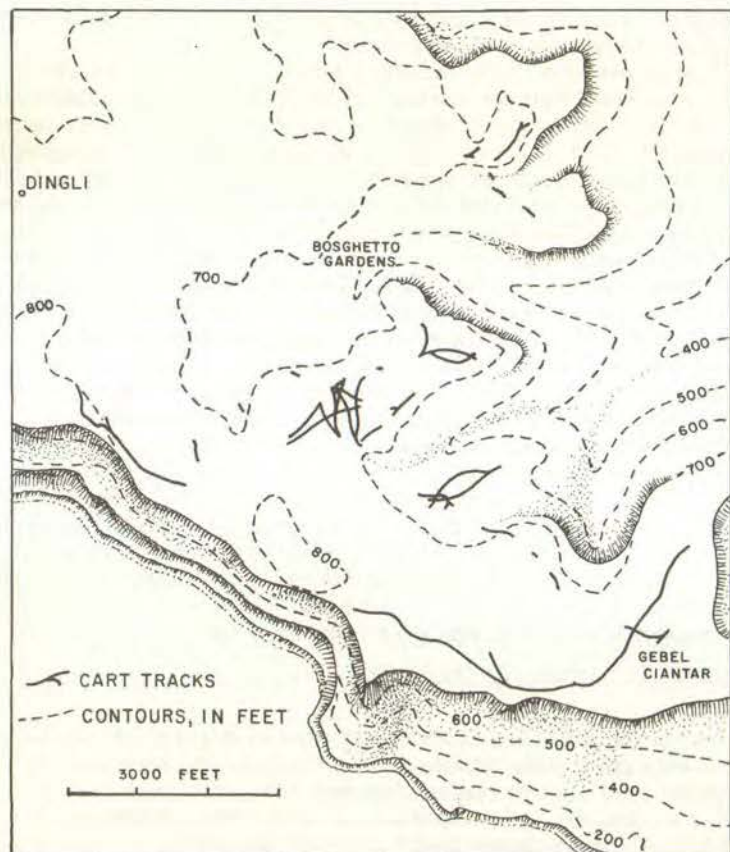 DINGLI
BOSGHETTO
GARDENS
700
800
400
500
600
700
800
GEBEL
CIANTAR
CART TRACKS
600
CONTOURS, IN FEET
500
3000 FEET
400
200'